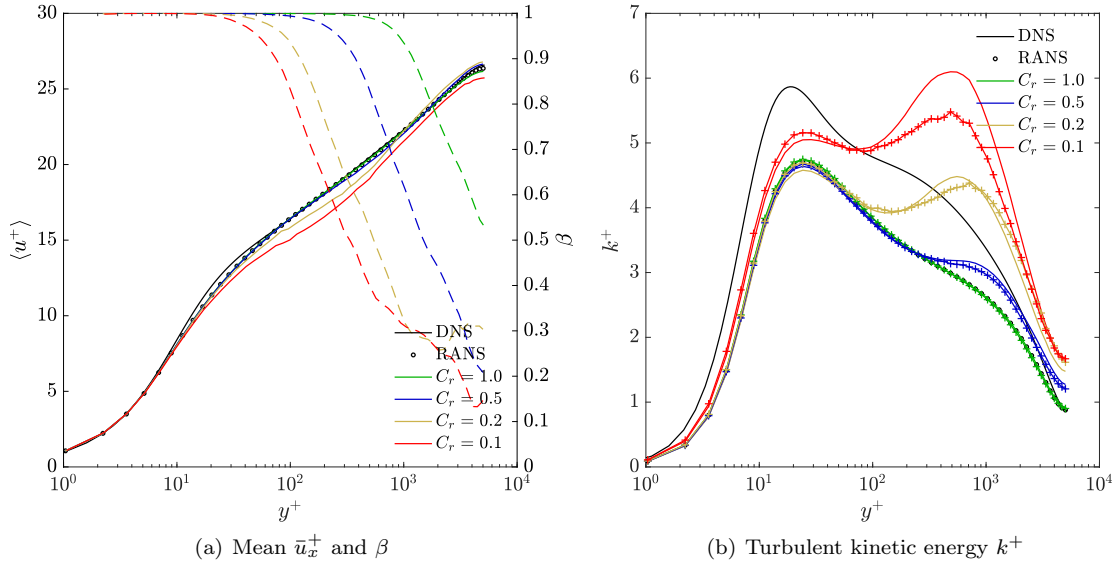 30
25
20
15
10
5
0
⟨u⁺⟩
1
0.9
0.8
0.7
0.6
0.5
0.4
0.3
0.2
0.1
0
β
DNS
RANS
C_r = 1.0
C_r = 0.5
C_r = 0.2
C_r = 0.1
10⁰ 10¹ 10² 10³ 10⁴
y⁺
(a) Mean ū_x⁺ and β
7
6
5
4
3
2
1
0
k⁺
DNS
RANS
C_r = 1.0
C_r = 0.5
C_r = 0.2
C_r = 0.1
10⁰ 10¹ 10² 10³ 10⁴
y⁺
(b) Turbulent kinetic energy k⁺